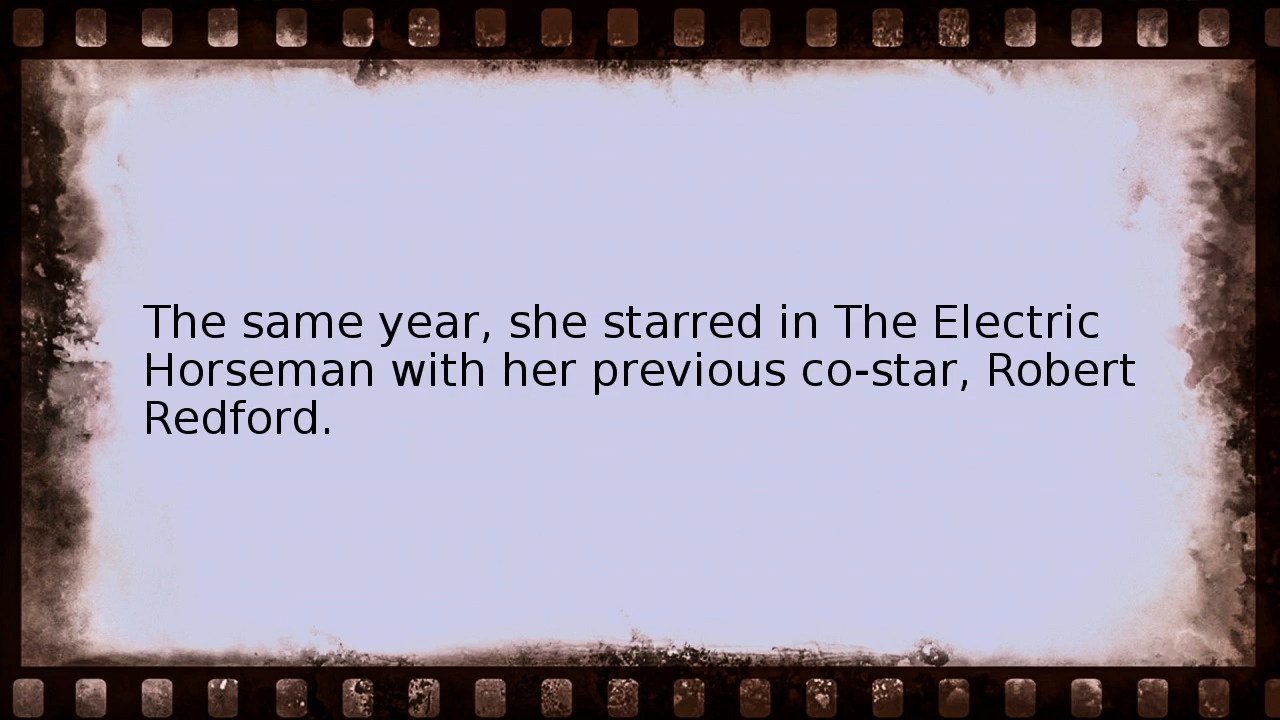 The same year, she starred in The Electric
Horseman with her previous co-star, Robert
Redford.